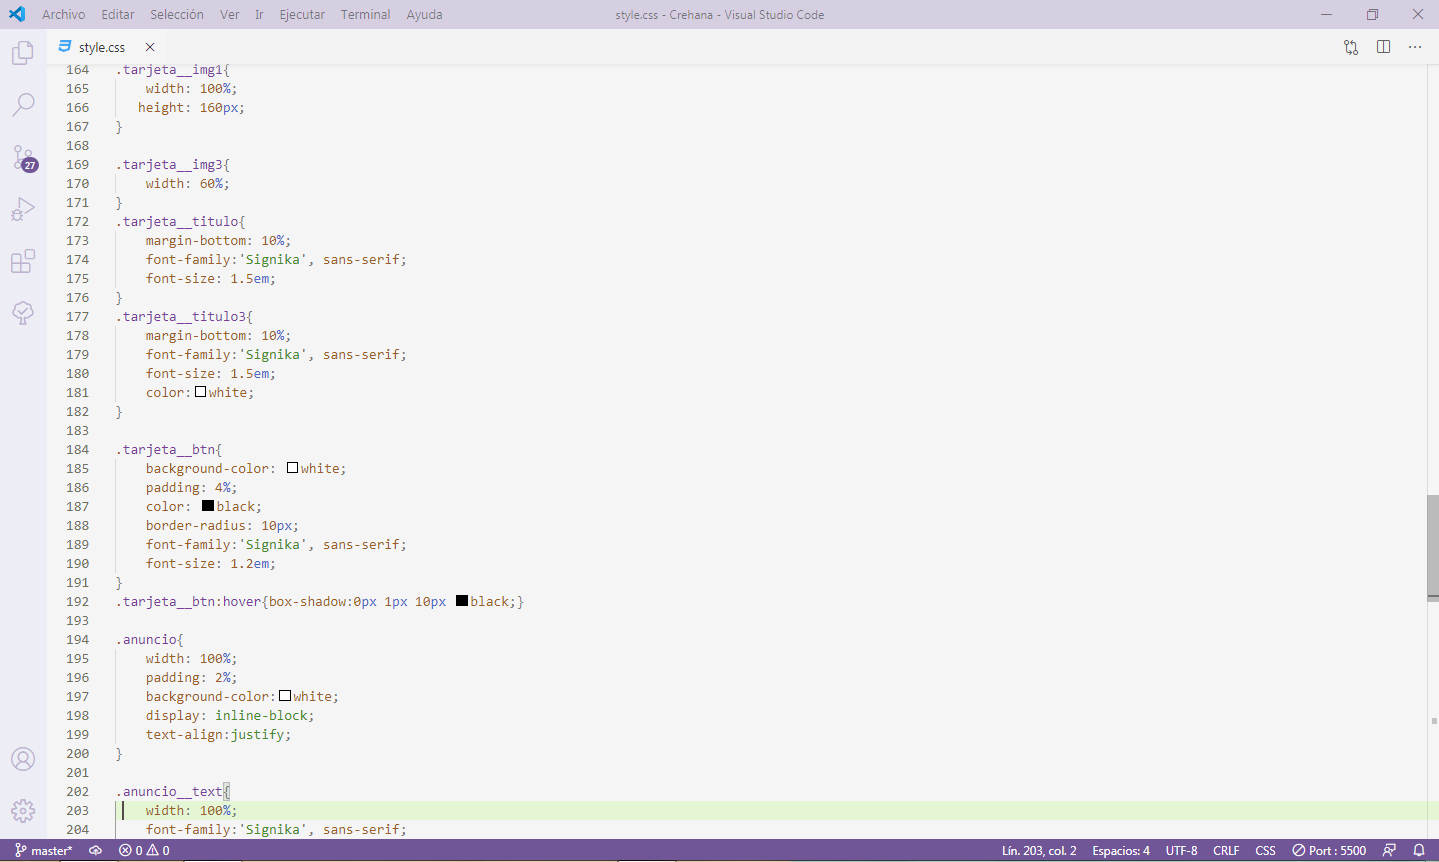 Archivo Editar Selección Ver Ir Ejecutar Terminal Ayuda style.css - Crehana - Visual Studio Code
style.css
164 .tarjeta__img1{
165 width: 100%;
166 height: 160px;
167 }
168
169 .tarjeta__img3{
170 width: 60%;
171 }
172 .tarjeta__titulo{
173 margin-bottom: 10%;
174 font-family:'Signika', sans-serif;
175 font-size: 1.5em;
176 }
177 .tarjeta__titulo3{
178 margin-bottom: 10%;
179 font-family:'Signika', sans-serif;
180 font-size: 1.5em;
181 color:white;
182 }
183
184 .tarjeta__btn{
185 background-color: white;
186 padding: 4%;
187 color: black;
188 border-radius: 10px;
189 font-family:'Signika', sans-serif;
190 font-size: 1.2em;
191 }
192 .tarjeta__btn:hover{box-shadow:0px 1px 10px black;}
193
194 .anuncio{
195 width: 100%;
196 padding: 2%;
197 background-color:white;
198 display: inline-block;
199 text-align:justify;
200 }
201
202 .anuncio__text{
203 width: 100%;
204 font-family:'Signika', sans-serif;
27
master* 0 0 Lín. 203, col. 2 Espacios: 4 UTF-8 CRLF CSS Port : 5500